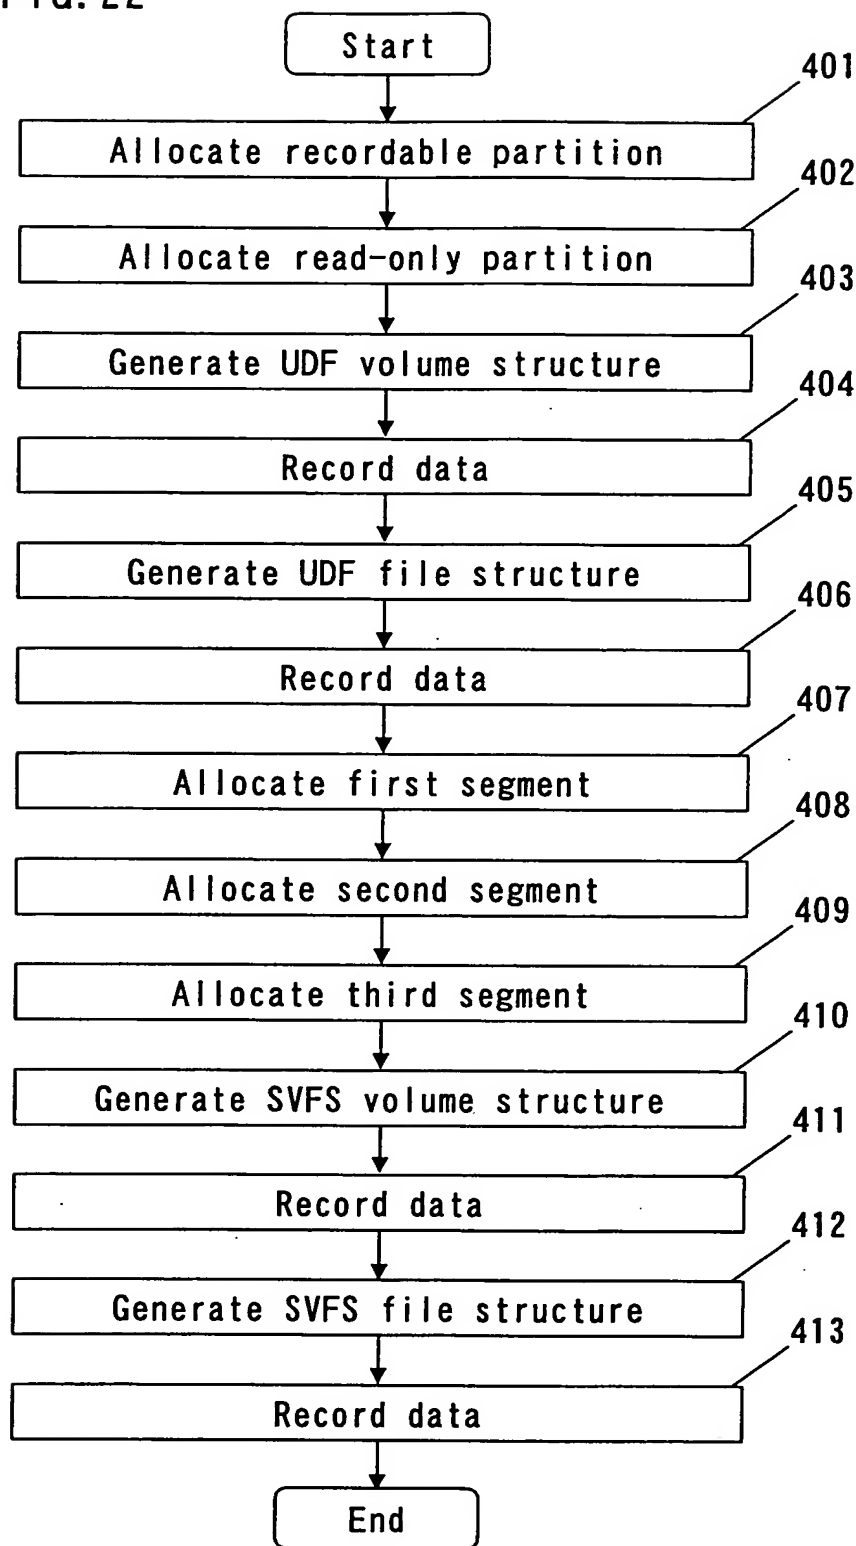 Fig. 22
Start
401
Allocate recordable partition
402
Allocate read-only partition
403
Generate UDF volume structure
404
Record data
405
Generate UDF file structure
406
Record data
407
Allocate first segment
408
Allocate second segment
409
Allocate third segment
410
Generate SVFS volume structure
411
Record data
412
Generate SVFS file structure
413
Record data
End